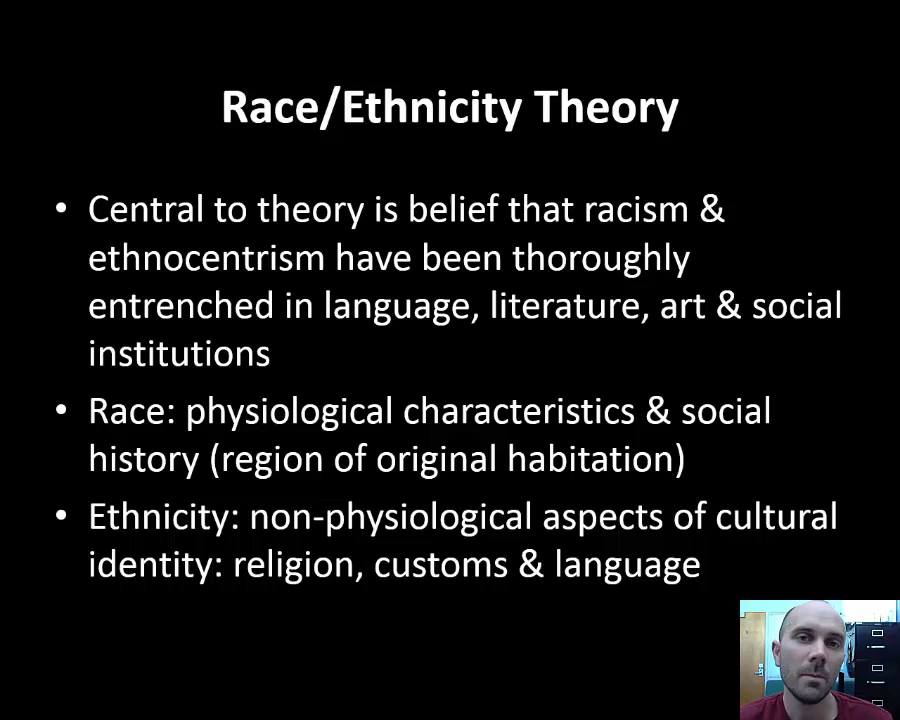 Race/Ethnicity Theory
• Central to theory is belief that racism &
ethnocentrism have been thoroughly
entrenched in language, literature, art & social
institutions
• Race: physiological characteristics & social
history (region of original habitation)
• Ethnicity: non-physiological aspects of cultural
identity: religion, customs & language